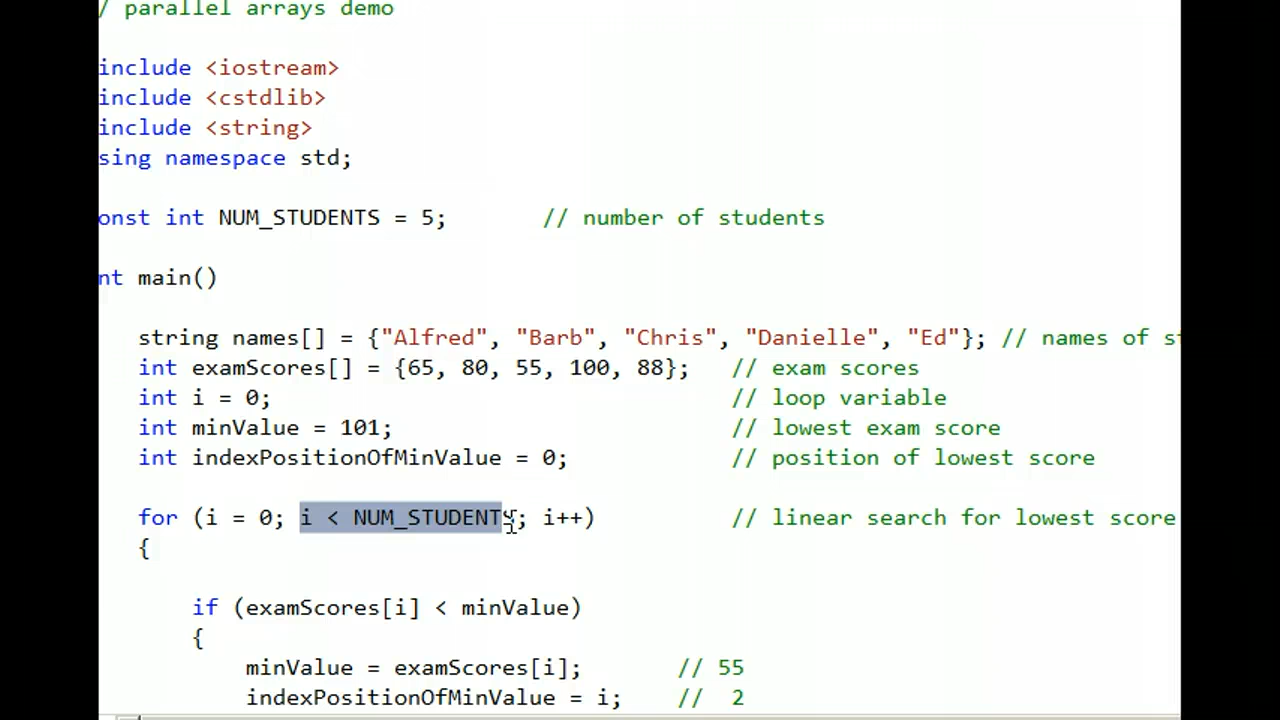 / parallel arrays demo
include <iostream>
include <cstdlib>
include <string>
sing namespace std;
onst int NUM_STUDENTS = 5; // number of students
nt main()
string names[] = {"Alfred", "Barb", "Chris", "Danielle", "Ed"}; // names of st
int examScores[] = {65, 80, 55, 100, 88}; // exam scores
int i = 0; // loop variable
int minValue = 101; // lowest exam score
int indexPositionOfMinValue = 0; // position of lowest score
for (i = 0; i < NUM_STUDENTS; i++) // linear search for lowest score
{
if (examScores[i] < minValue)
{
minValue = examScores[i]; // 55
indexPositionOfMinValue = i; // 2